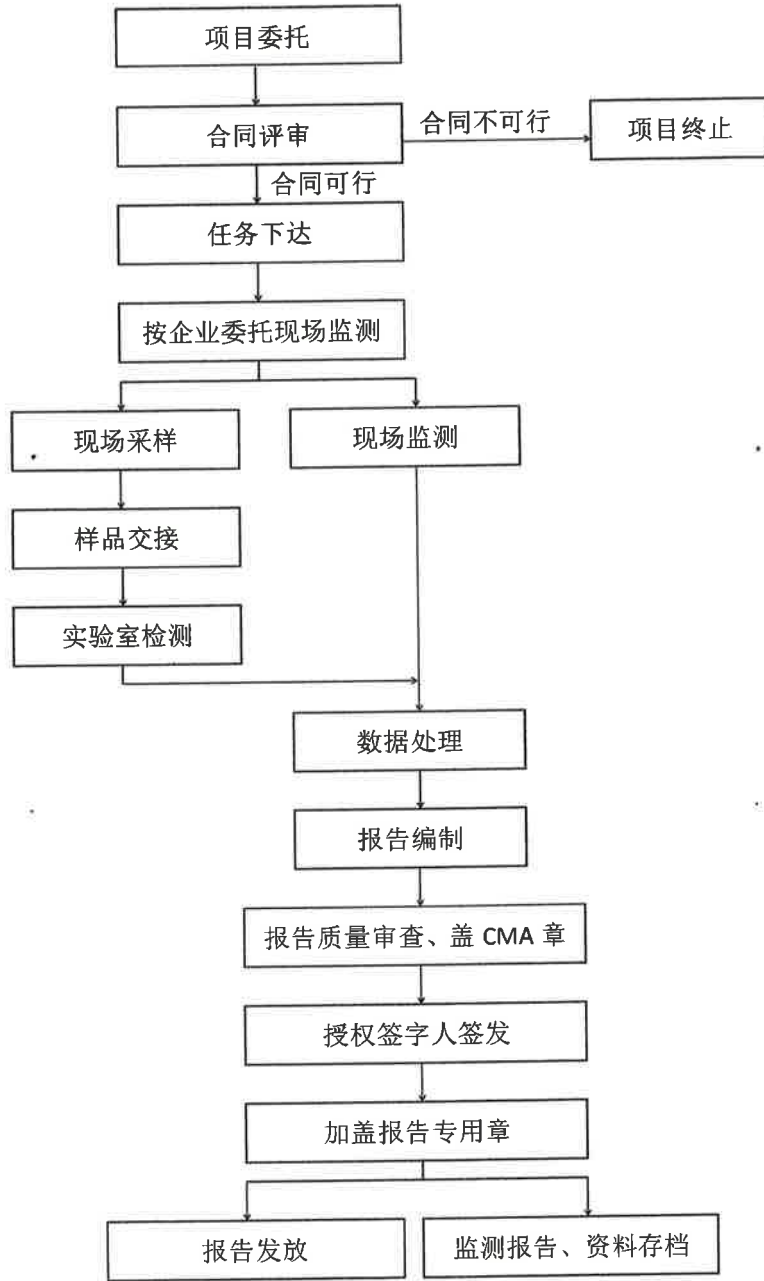 项目委托
合同评审
合同不可行
项目终止
合同可行
任务下达
按企业委托现场监测
现场采样
现场监测
样品交接
实验室检测
数据处理
报告编制
报告质量审查、盖 CMA 章
授权签字人签发
加盖报告专用章
报告发放
监测报告、资料存档